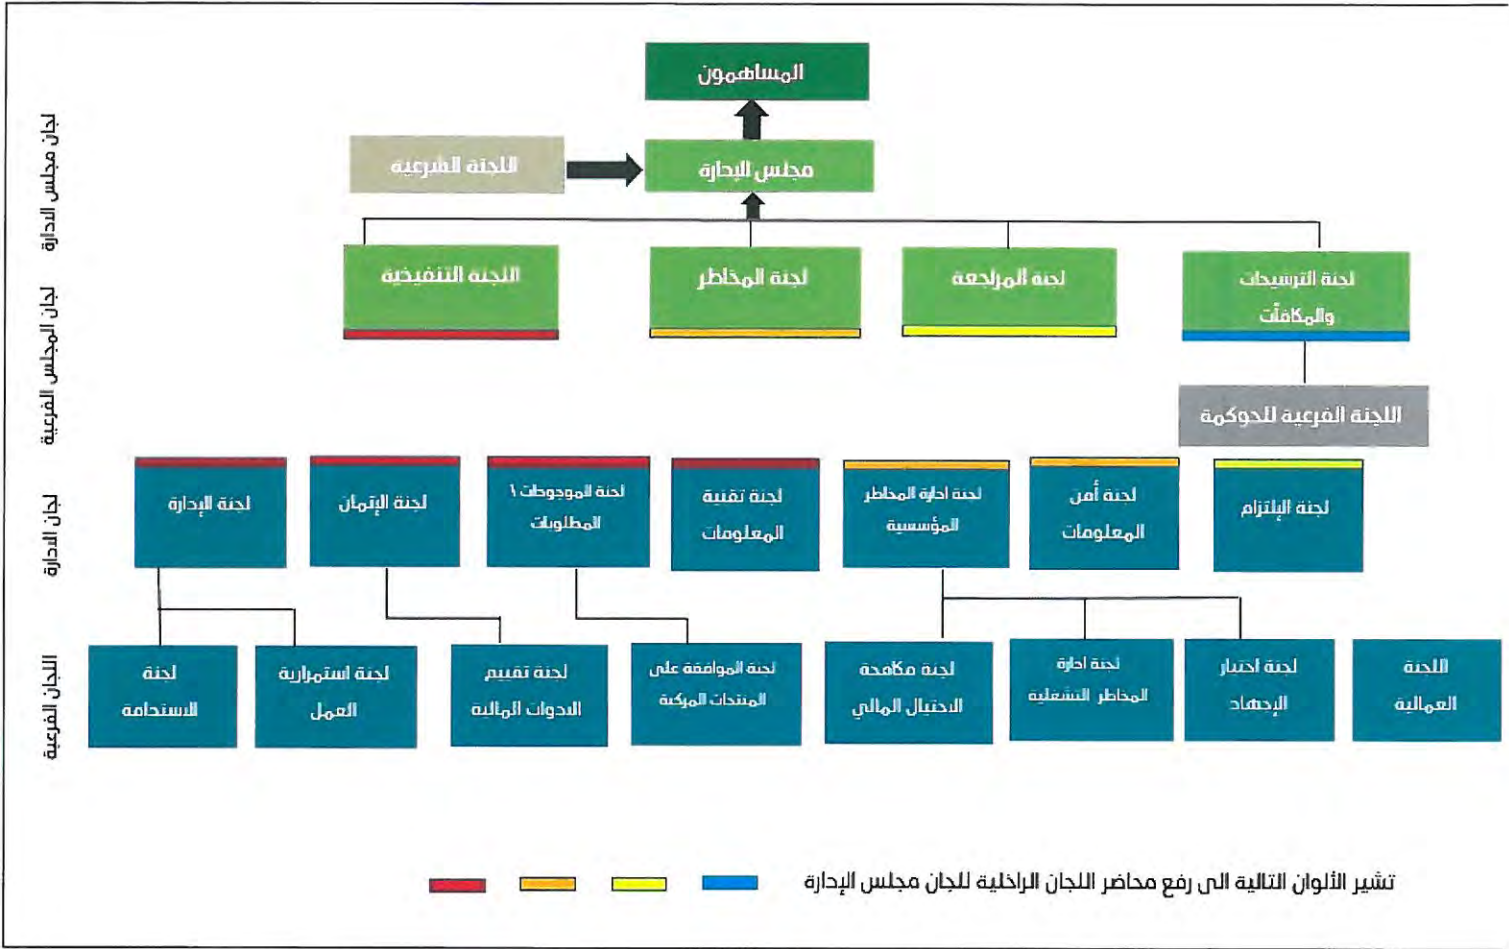 المساهمون
اللجنة الشرعية
مجلس الإدارة
لجان مجلس الادارة
لجنة الترشيحات
والمكافآت
لجنة المراجعة
لجنة المخاطر
اللجنة التنفيذية
لجان المجلس الفرعية
اللجنة الفرعية للحوكمة
لجان الادارة
لجنة الإلتزام
لجنة أمن
المعلومات
لجنة ادارة المخاطر
المؤسسية
لجنة تقنية
المعلومات
لجنة الموجودات \
المطلوبات
لجنة الإئتمان
لجنة الإدارة
اللجان الفرعية
اللجنة
العمالية
لجنة اختبار
الإجهاد
لجنة ادارة
المخاطر التشغلية
لجنة مكافحة
الاحتيال المالي
لجنة الموافقة على
المنتجات المركبة
لجنة تقييم
الادوات المالية
لجنة استمرارية
العمل
لجنة
الاستدامة
تشير الألوان التالية الى رفع محاضر اللجان الراخلية للجان مجلس الإدارة